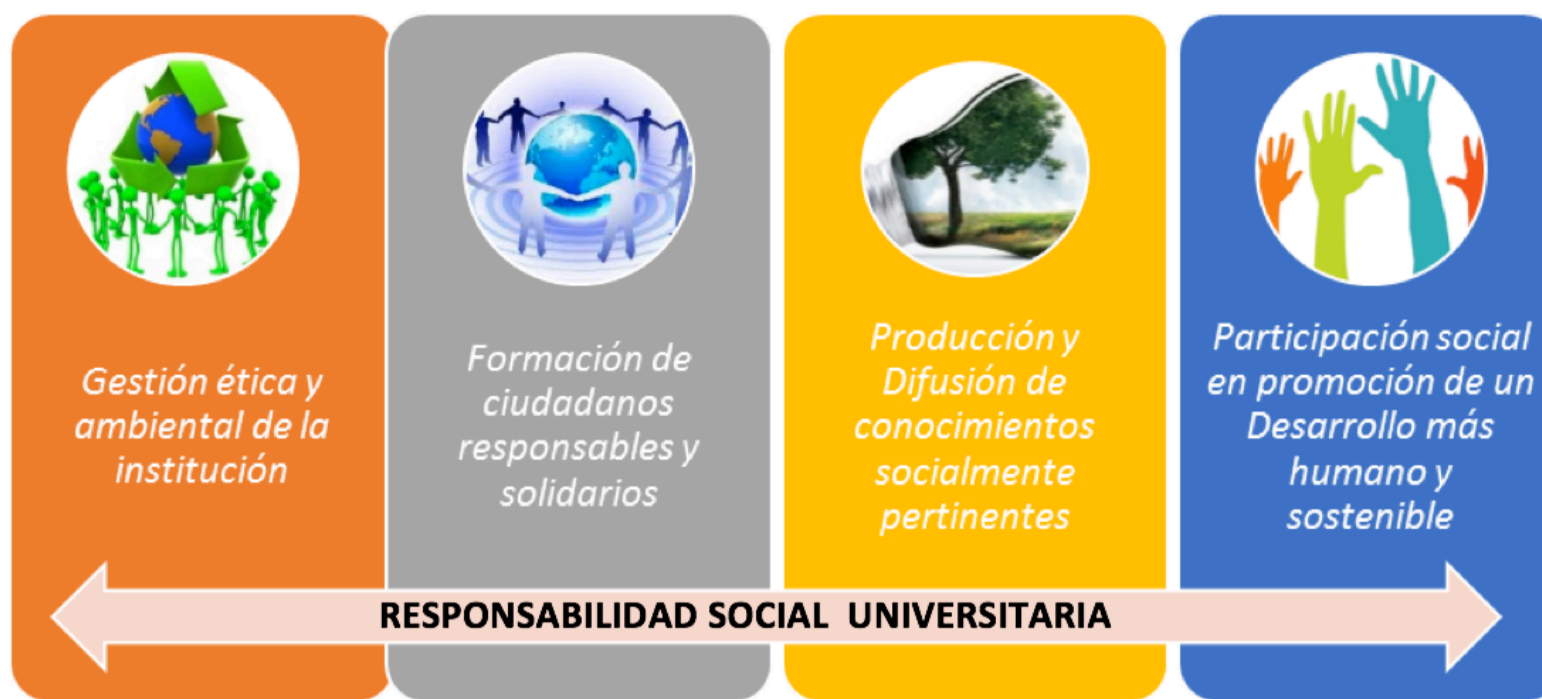 Gestión ética y
ambiental de la
institución
Formación de
ciudadanos
responsables y
solidarios
Producción y
Difusión de
conocimientos
socialmente
pertinentes
Participación social
en promoción de un
Desarrollo más
humano y
sostenible
RESPONSABILIDAD SOCIAL UNIVERSITARIA